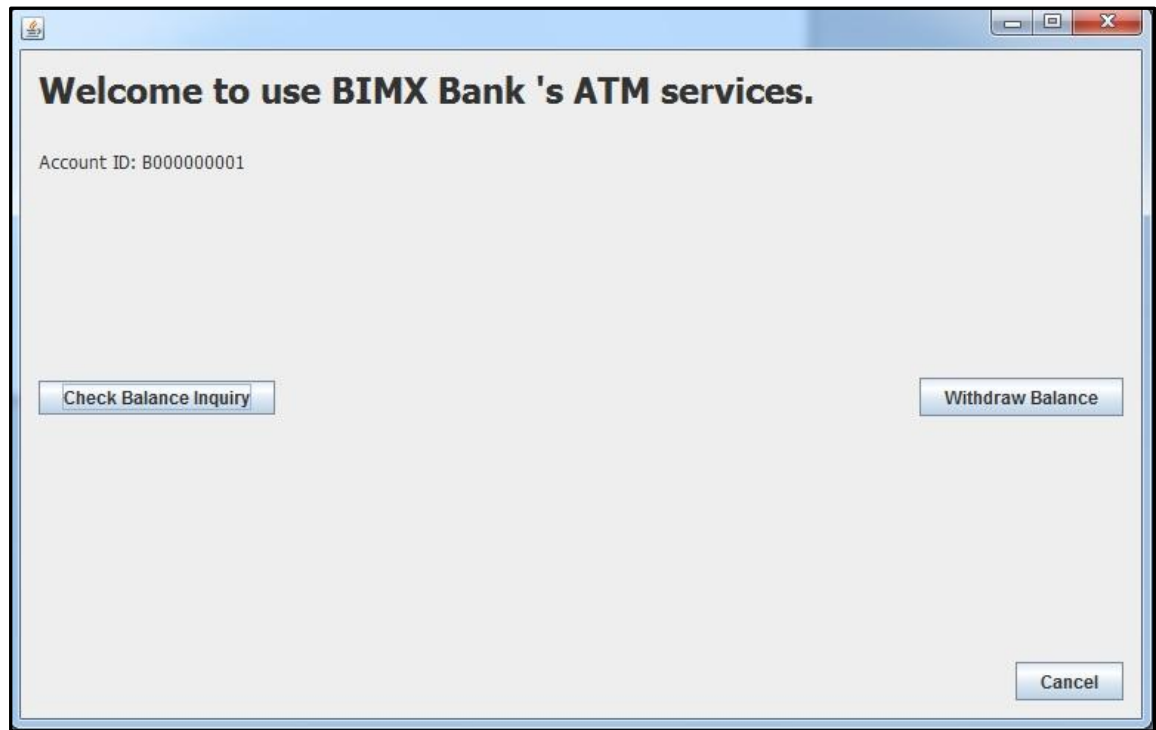 Welcome to use BIMX Bank 's ATM services.
Account ID: B000000001
Check Balance Inquiry
Withdraw Balance
Cancel